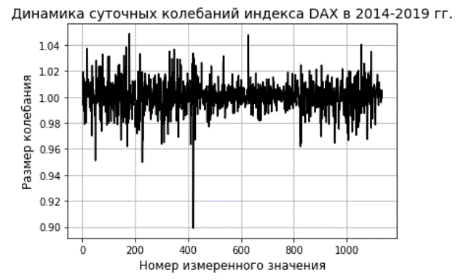 Динамика суточных колебаний индекса DAX в 2014-2019 гг.
Размер колебания
1.04
1.02
1.00
0.98
0.96
0.94
0.92
0.90
0 200 400 600 800 1000
Номер измеренного значения